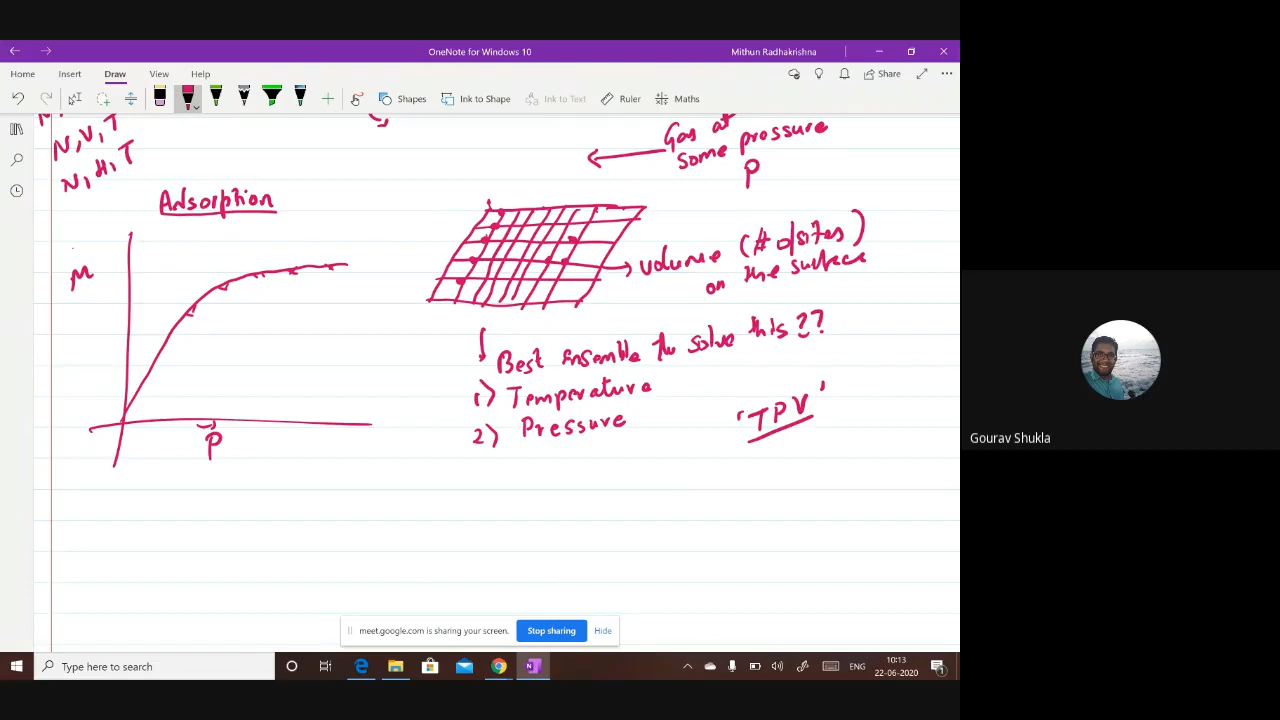 OneNote for Windows 10
Mithun Radhakrishna
Home
Insert
Draw
View
Help
Share
Shapes
Ink to Shape
Ink to Text
Ruler
Maths
N, V, T
N, H, T
Gas at
some pressure
P
Adsorption
M
P
volume (# of sites)
on the surface
Best Ensemble to solve this ??
1) Temperature
2) Pressure
'TPV'
Gourav Shukla
meet.google.com is sharing your screen.
Stop sharing
Hide
Type here to search
ENG
10:13
22-06-2020